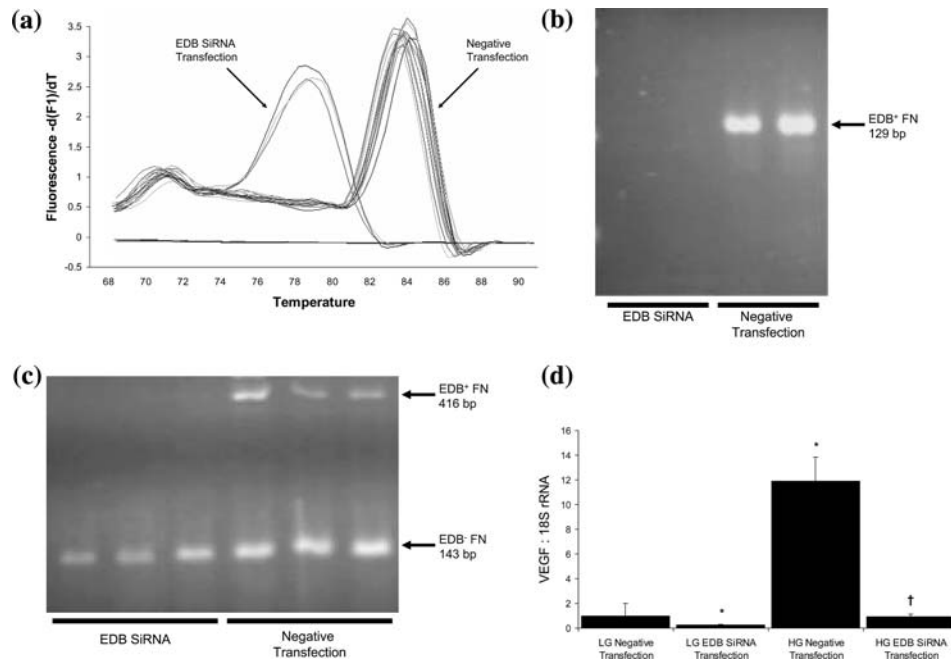 (a)
Fluorescence -d(F1)/dT
3.5
3
2.5
2
1.5
1
0.5
0
-0.5
EDB SiRNA
Transfection
Negative
Transfection
68 70 72 74 76 78 80 82 84 86 88 90
Temperature
(b)
EDB⁺ FN
129 bp
EDB SiRNA
Negative
Transfection
(c)
EDB⁺ FN
416 bp
EDB⁻ FN
143 bp
EDB SiRNA
Negative
Transfection
(d)
VEGF : 18S rRNA
16
14
12
10
8
6
4
2
0
*
*
†
LG Negative
Transfection
LG EDB SiRNA
Transfection
HG Negative
Transfection
HG EDB SiRNA
Transfection